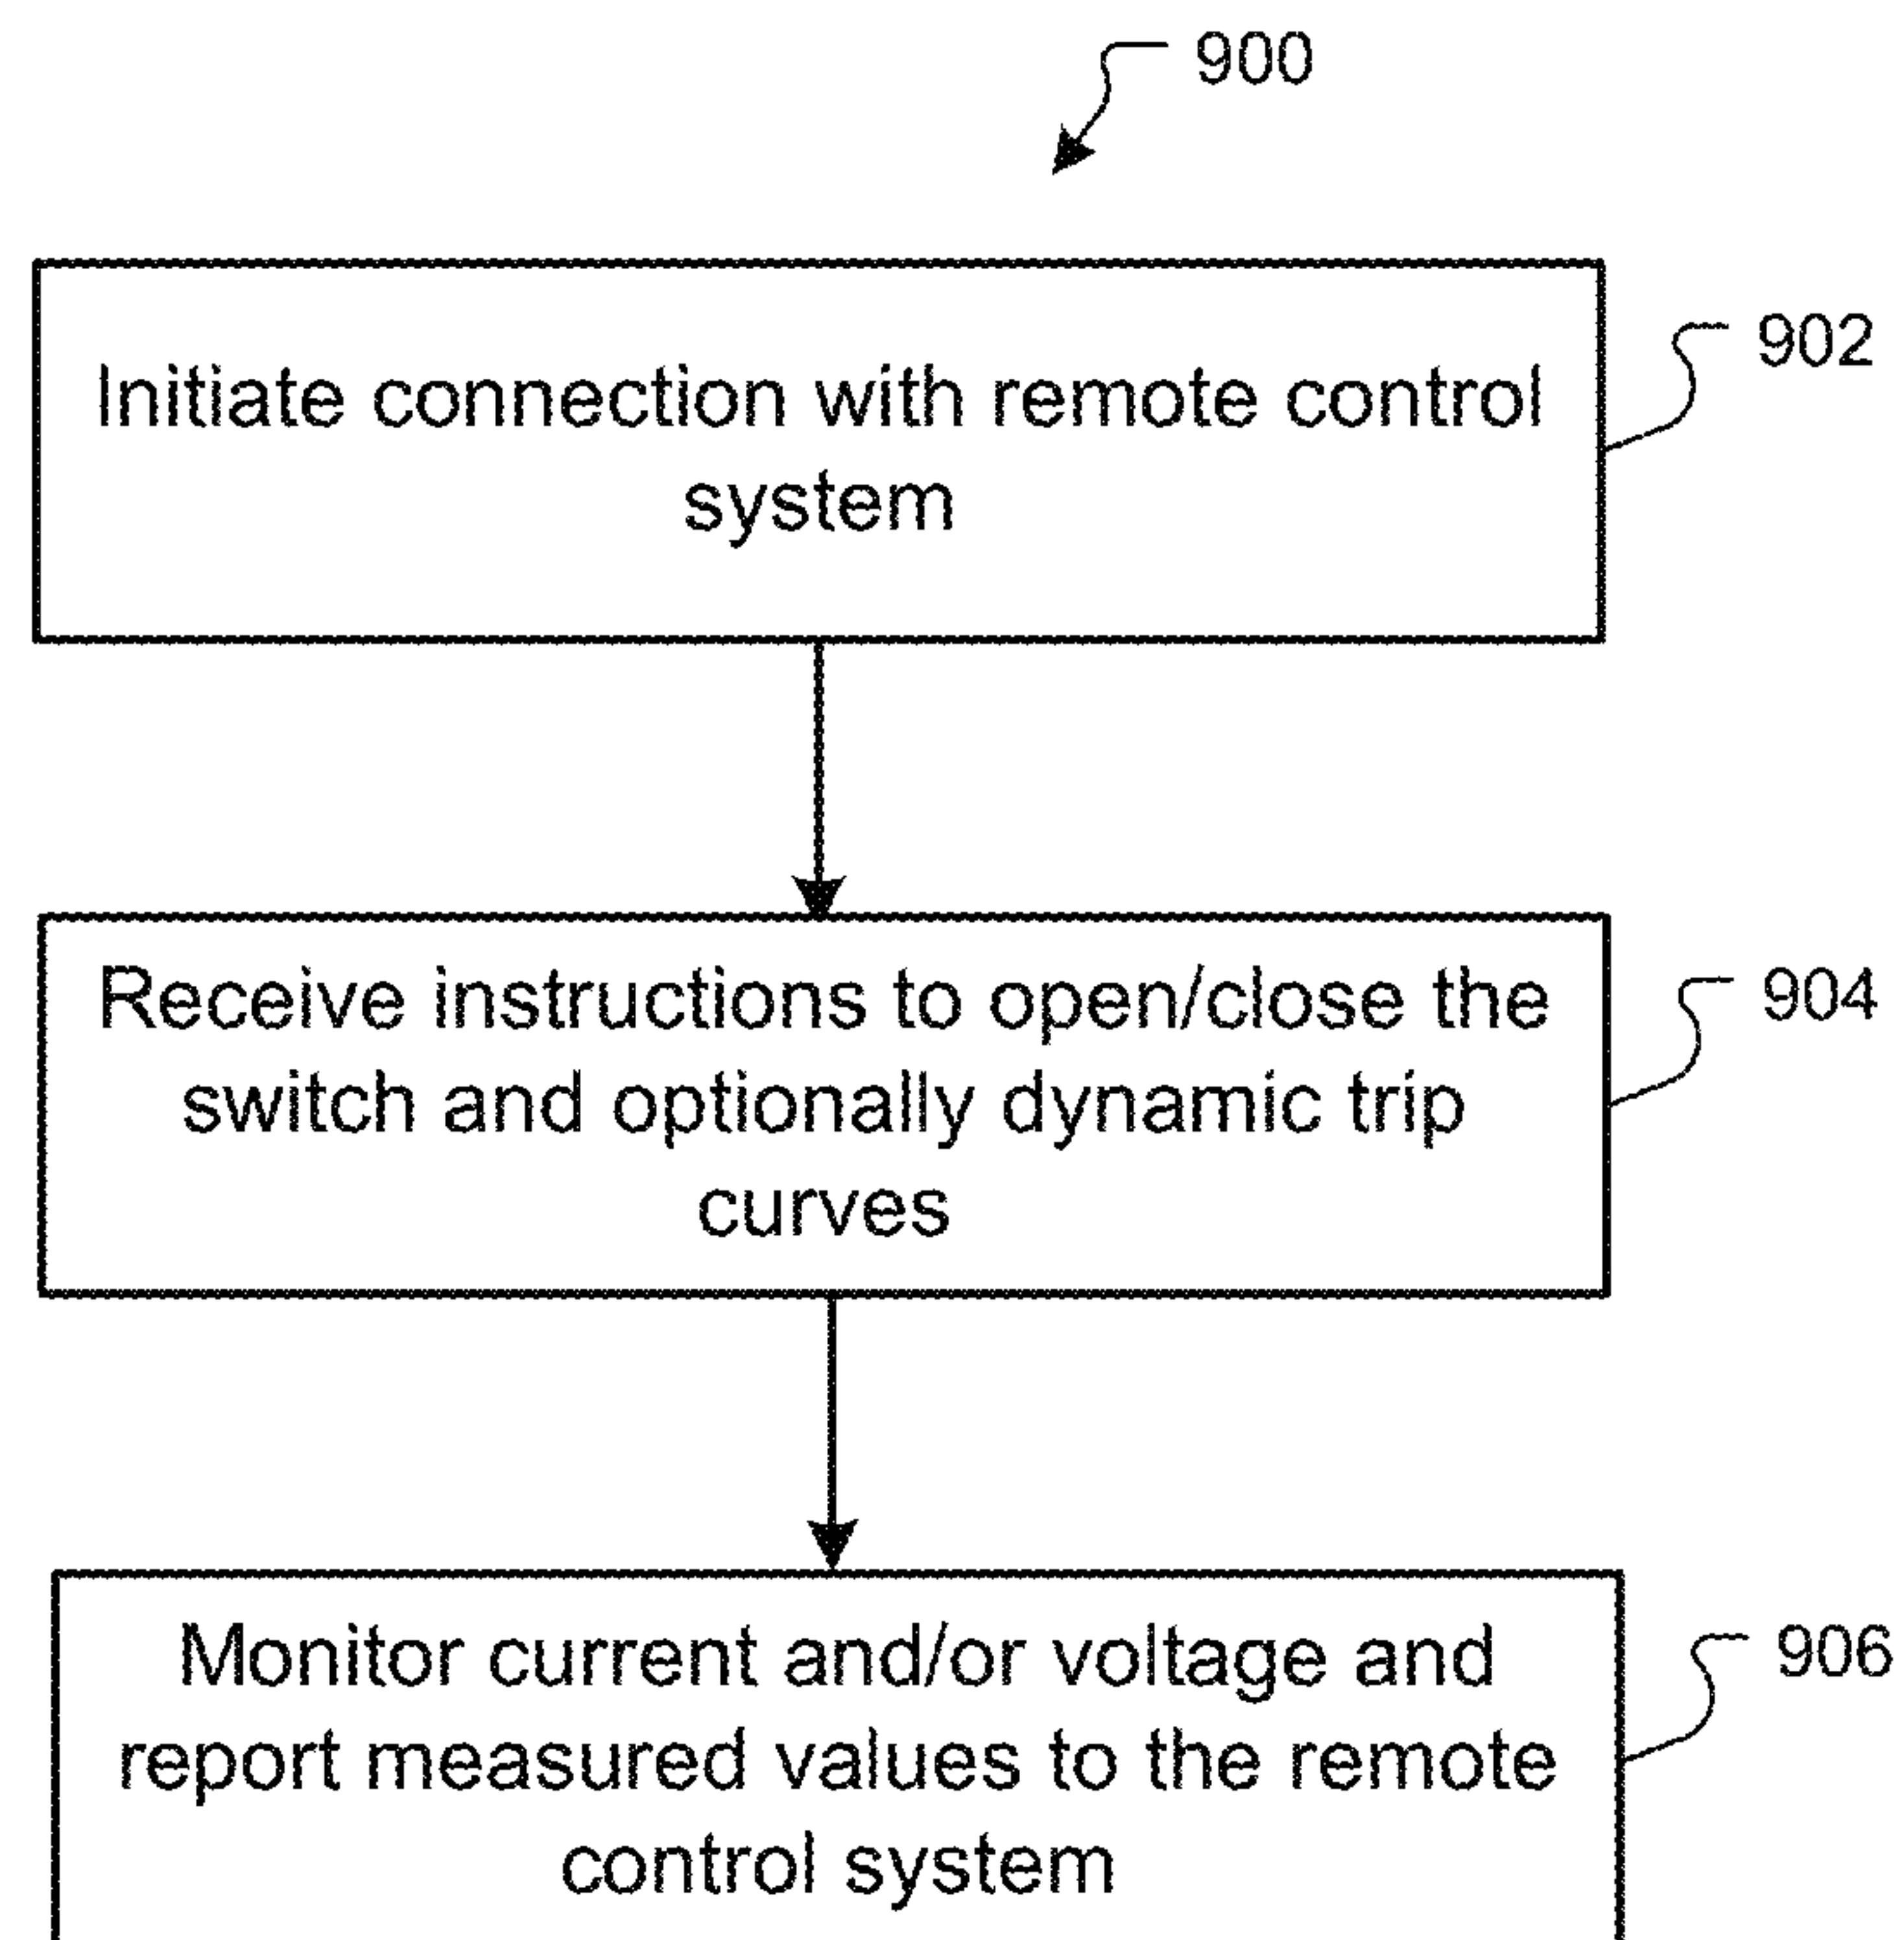 900
902
Initiate connection with remote control
system
904
Receive instructions to open/close the
switch and optionally dynamic trip
curves
906
Monitor current and/or voltage and
report measured values to the remote
control system